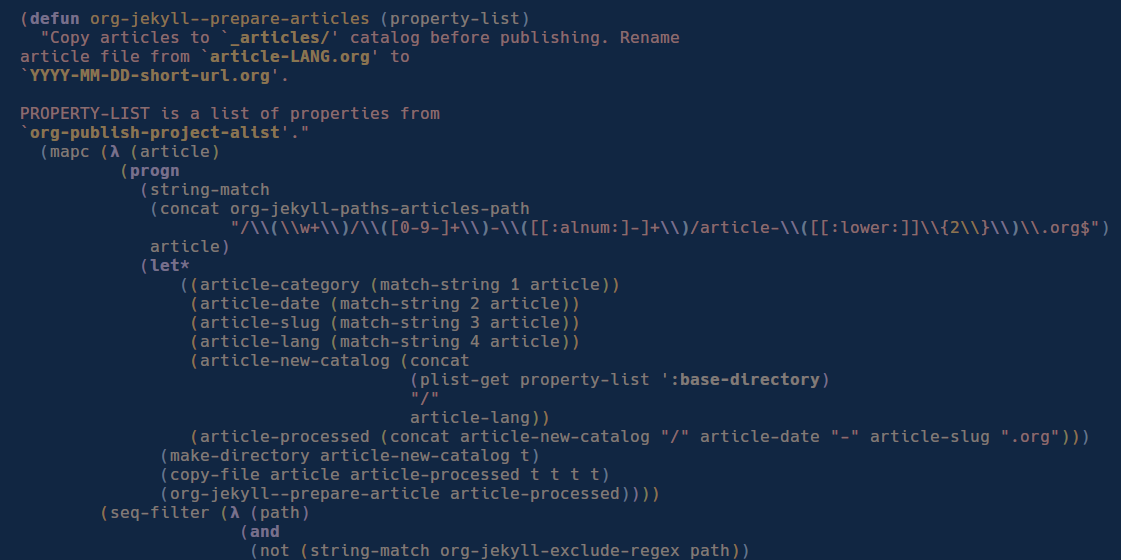 (defun org-jekyll--prepare-articles (property-list)
  "Copy articles to `_articles/' catalog before publishing. Rename
article file from `article-LANG.org' to
`YYYY-MM-DD-short-url.org'.

PROPERTY-LIST is a list of properties from
`org-publish-project-alist'."
  (mapc (λ (article)
          (progn
            (string-match
             (concat org-jekyll-paths-articles-path
                     "/\\(\\w+\\)/\\([0-9-]+\\)-\\([[:alnum:]-]+\\)/article-\\([[:lower:]]\\{2\\}\\)\\.org$")
             article)
            (let*
                ((article-category (match-string 1 article))
                 (article-date (match-string 2 article))
                 (article-slug (match-string 3 article))
                 (article-lang (match-string 4 article))
                 (article-new-catalog (concat
                                       (plist-get property-list ':base-directory)
                                       "/"
                                       article-lang))
                 (article-processed (concat article-new-catalog "/" article-date "-" article-slug ".org")))
              (make-directory article-new-catalog t)
              (copy-file article article-processed t t t t)
              (org-jekyll--prepare-article article-processed))))
        (seq-filter (λ (path)
                      (and
                       (not (string-match org-jekyll-exclude-regex path))